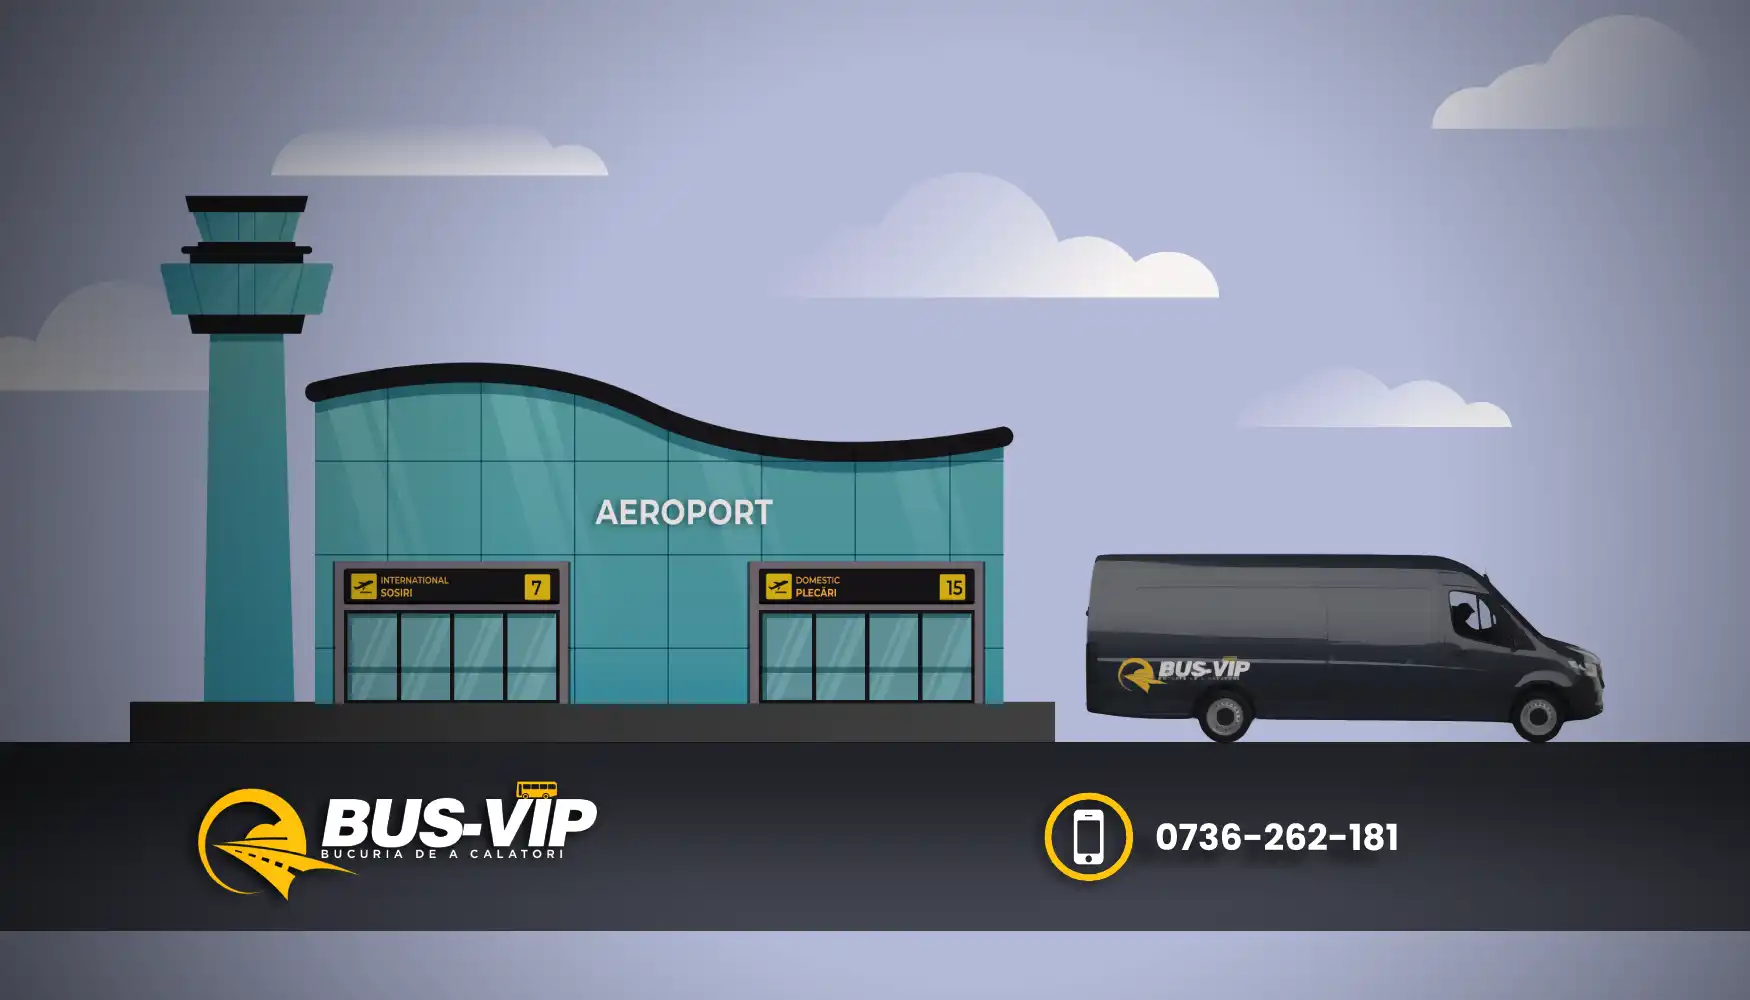 AEROPORT
INTERNATIONAL
SOSIRI
7
DOMESTIC
PLECĂRI
15
BUS-VIP
BUS-VIP
BUCURIA DE A CALATORI
0736-262-181